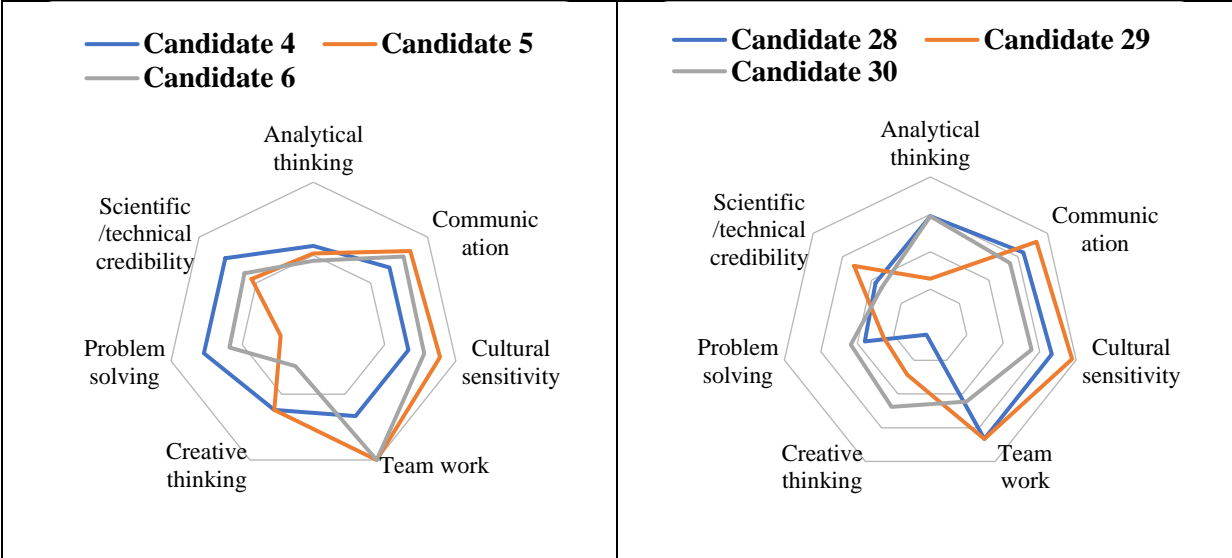 Candidate 4
Candidate 5
Candidate 6
Analytical
thinking
Communic
ation
Cultural
sensitivity
Team work
Creative
thinking
Problem
solving
Scientific
/technical
credibility
Candidate 28
Candidate 29
Candidate 30
Analytical
thinking
Communic
ation
Cultural
sensitivity
Team
work
Creative
thinking
Problem
solving
Scientific
/technical
credibility